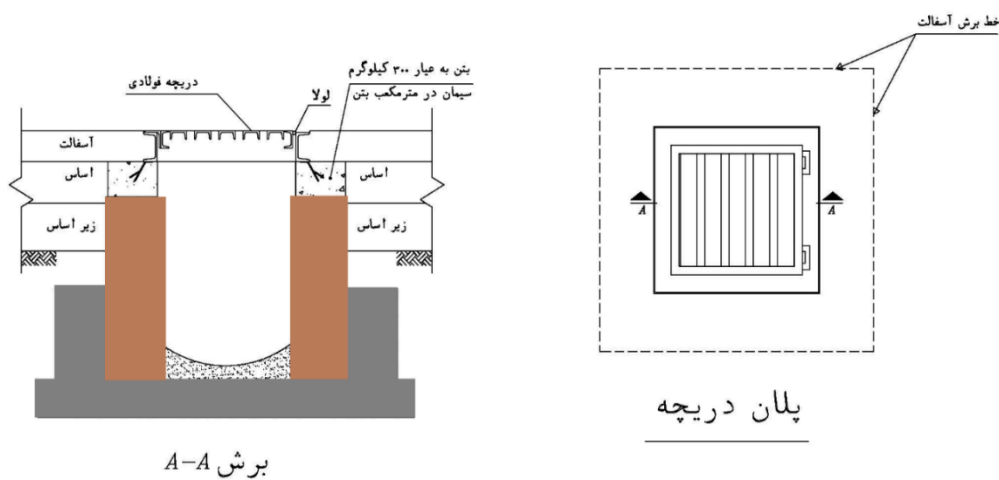 خط برش آسفالت
بتن به عیار ۳۰۰ کیلوگرم
سیمان در مترمکعب بتن
دریچه فولادی
لولا
آسفالت
اساس
اساس
زیر اساس
زیر اساس
A
A
پلان دریچه
برش A-A